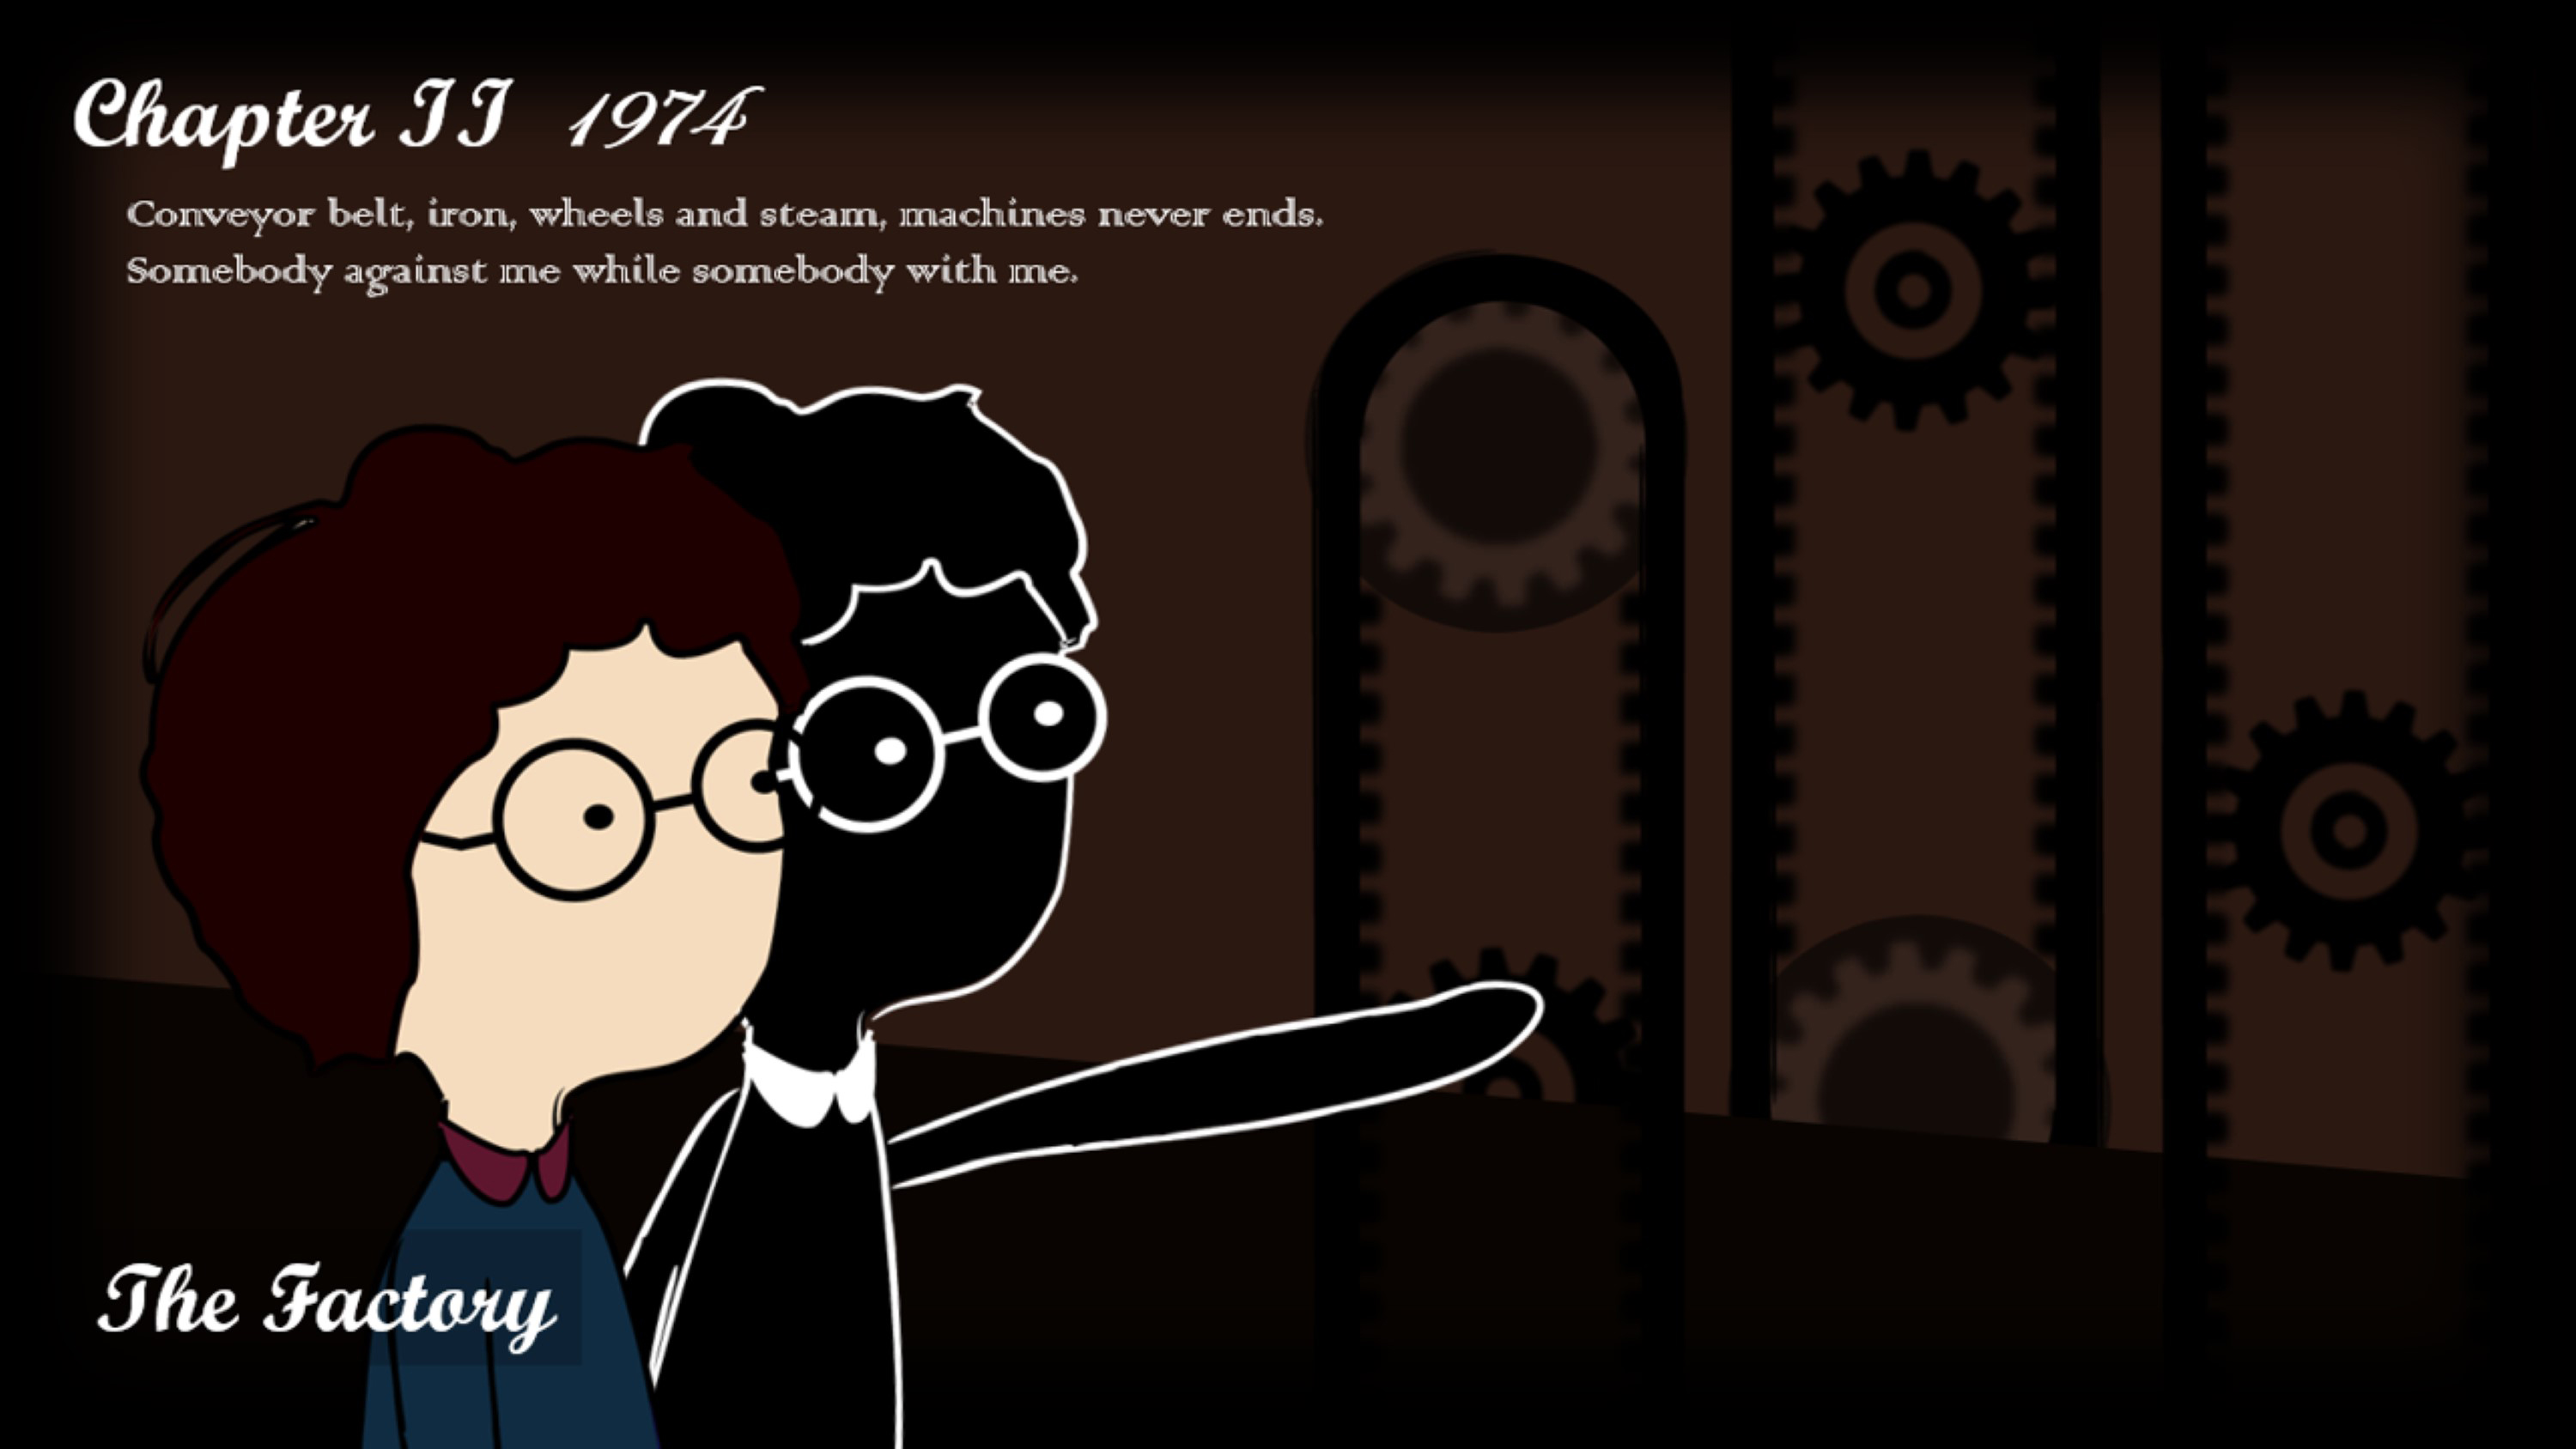 Chapter II 1974
Conveyor belt, iron, wheels and steam, machines never ends.
Somebody against me while somebody with me.
The Factory